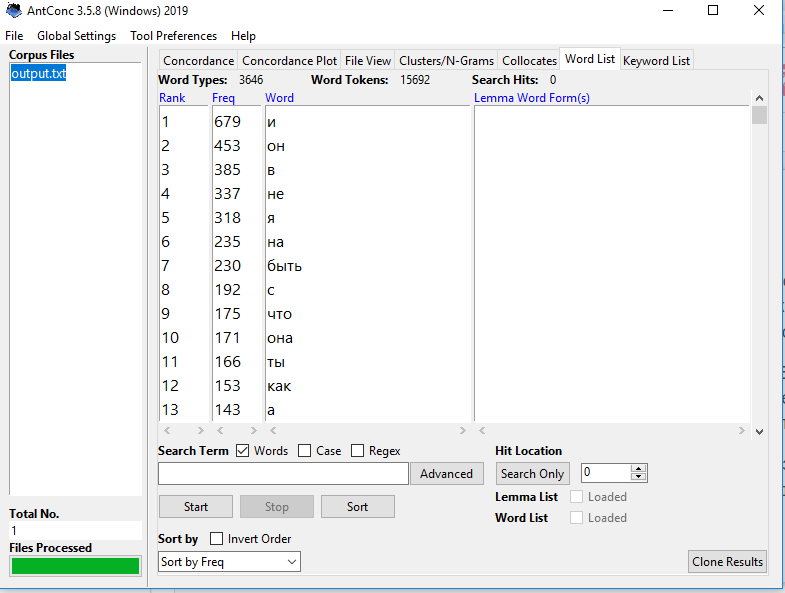 AntConc 3.5.8 (Windows) 2019
File Global Settings Tool Preferences Help
Corpus Files
output.txt
Concordance Concordance Plot File View Clusters/N-Grams Collocates Word List Keyword List
Word Types: 3646 Word Tokens: 15692 Search Hits: 0
Rank Freq Word Lemma Word Form(s)
1 679 и
2 453 он
3 385 в
4 337 не
5 318 я
6 235 на
7 230 быть
8 192 с
9 175 что
10 171 она
11 166 ты
12 153 как
13 143 а
Search Term Words Case Regex Hit Location
Advanced Search Only 0
Start Stop Sort Lemma List Loaded
Word List Loaded
Total No.
1
Files Processed
Sort by Invert Order
Sort by Freq Clone Results